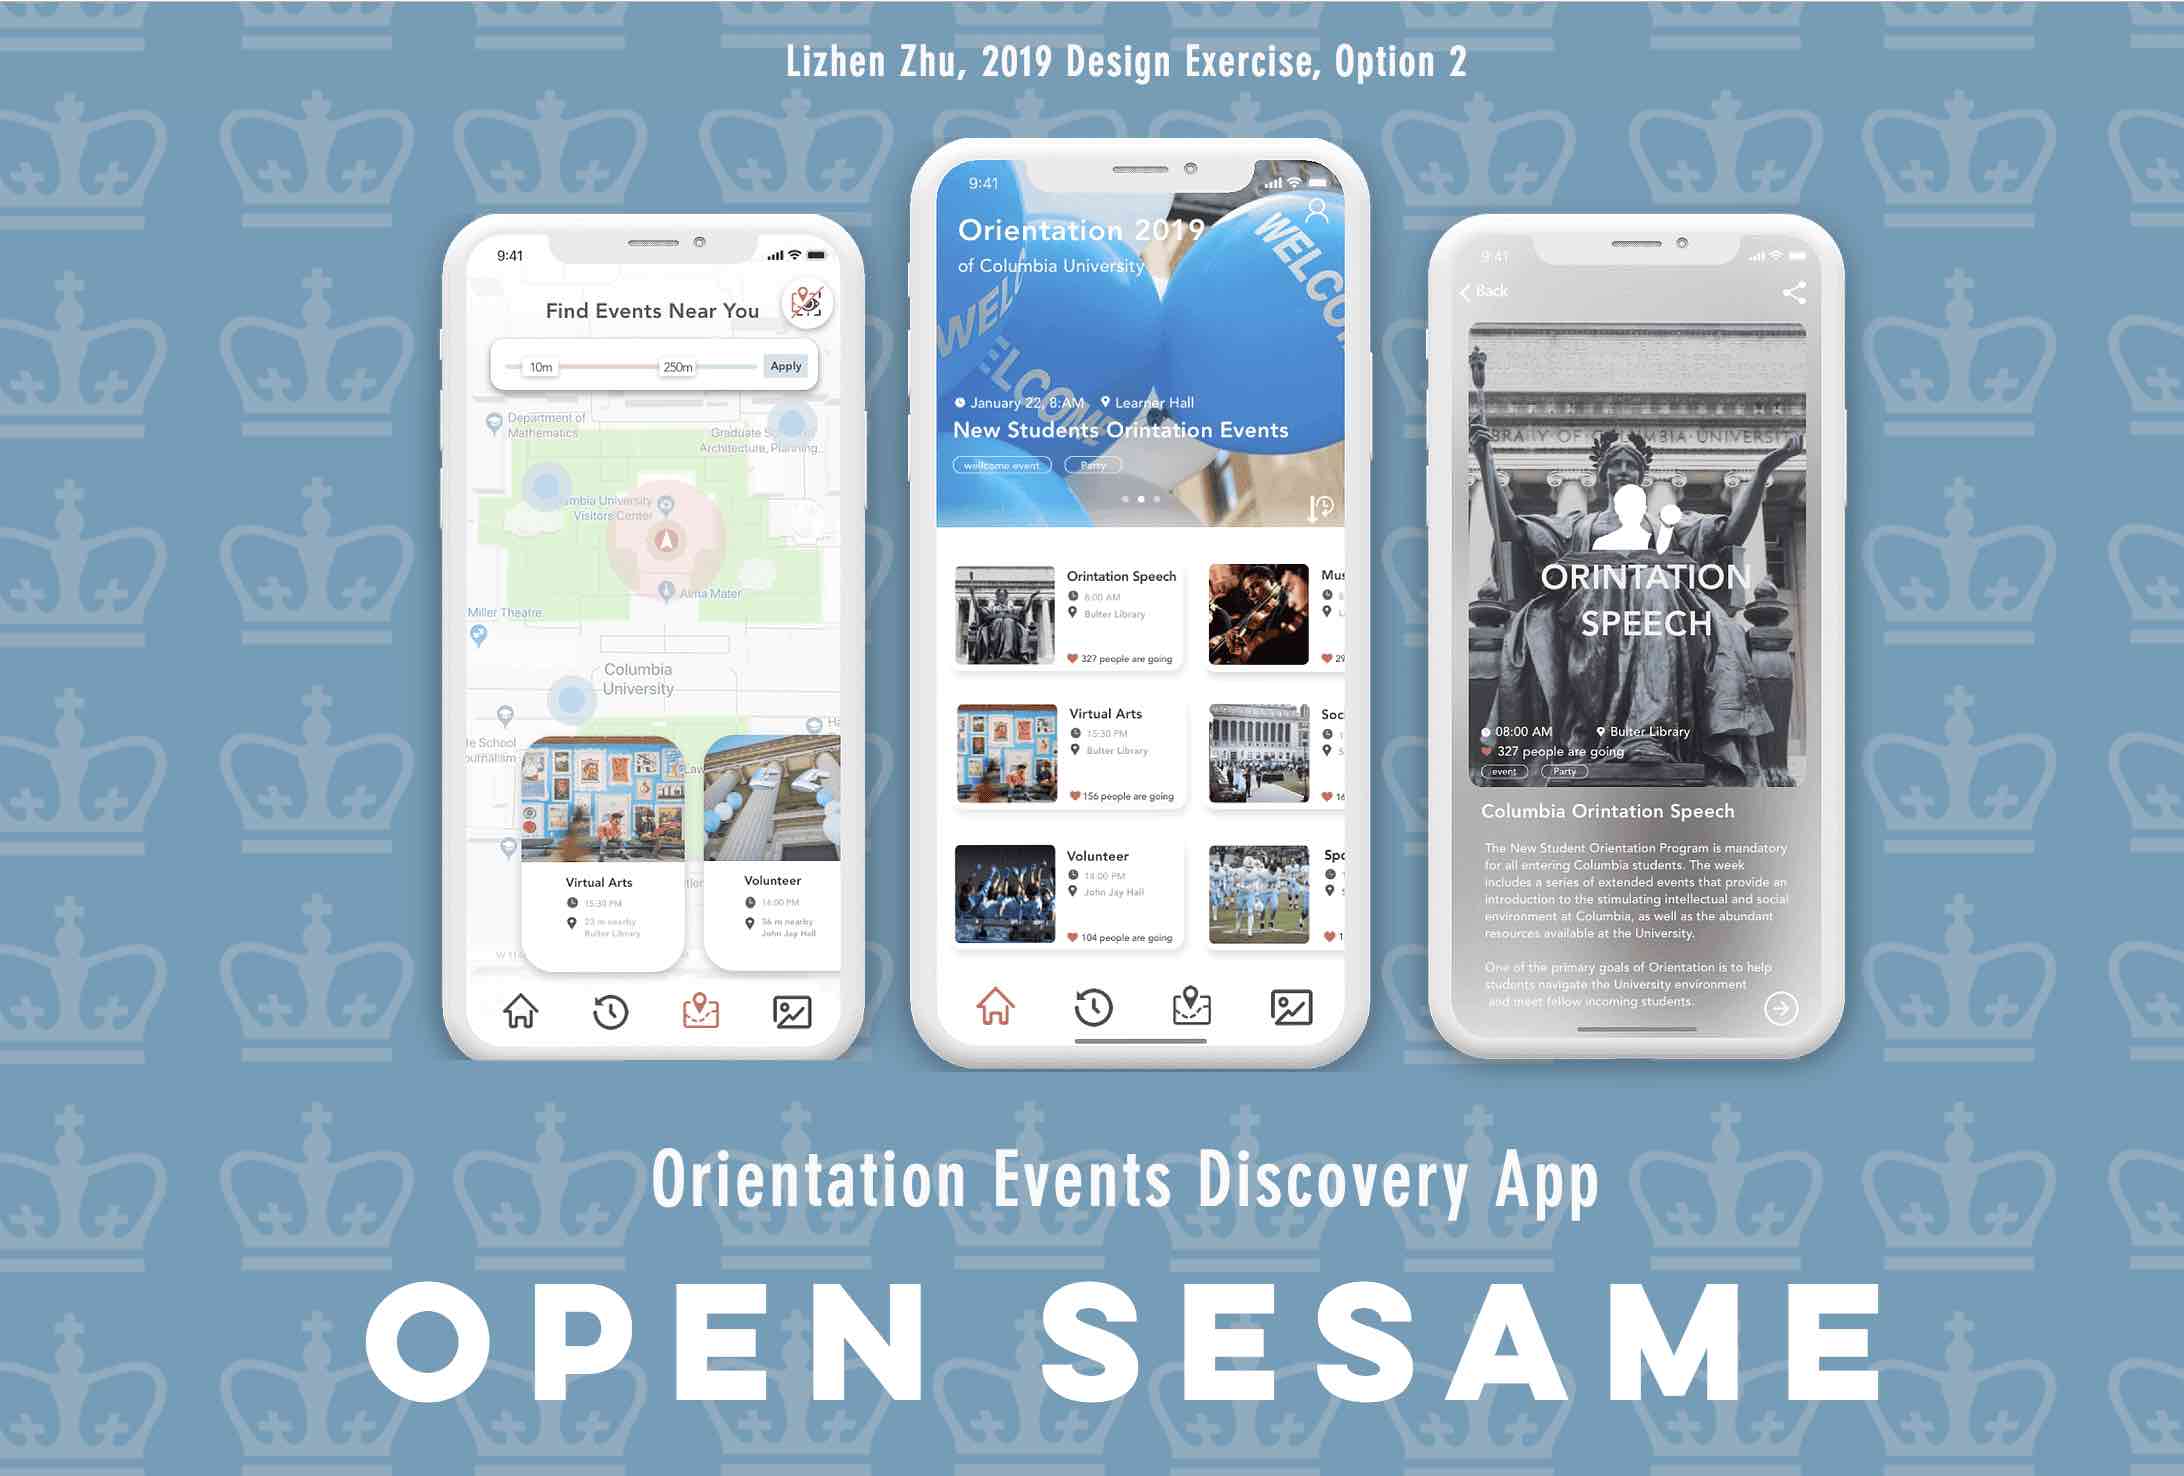 Lizhen Zhu, 2019 Design Exercise, Option 2
9:41
Find Events Near You
10m
250m
Apply
Department of
Mathematics
Graduate
Architecture, Planning...
umbia University
Visitors Center
Alma Mater
Miller Theatre
Columbia
University
le School
ournalism
Law
Virtual Arts
15:30 PM
23 m nearby
Bulter Library
Volunteer
14:00 PM
56 m nearby
John Jay Hall
9:41
Orientation 2019
of Columbia University
WELCOME
WELCO
January 22, 8:AM
Learner Hall
New Students Orintation Events
wellcome event
Party
Orintation Speech
8:00 AM
Bulter Library
327 people are going
Mus
29
Virtual Arts
15:30 PM
Bulter Library
156 people are going
Soc
16
Volunteer
14:00 PM
John Jay Hall
104 people are going
Spo
9:41
Back
ORINTATION
SPEECH
08:00 AM
Bulter Library
327 people are going
event
Party
Columbia Orintation Speech
The New Student Orientation Program is mandatory
for all entering Columbia students. The week
includes a series of extended events that provide an
introduction to the stimulating intellectual and social
environment at Columbia, as well as the abundant
resources available at the University.
One of the primary goals of Orientation is to help
students navigate the University environment
and meet fellow incoming students.
Orientation Events Discovery App
OPEN SESAME